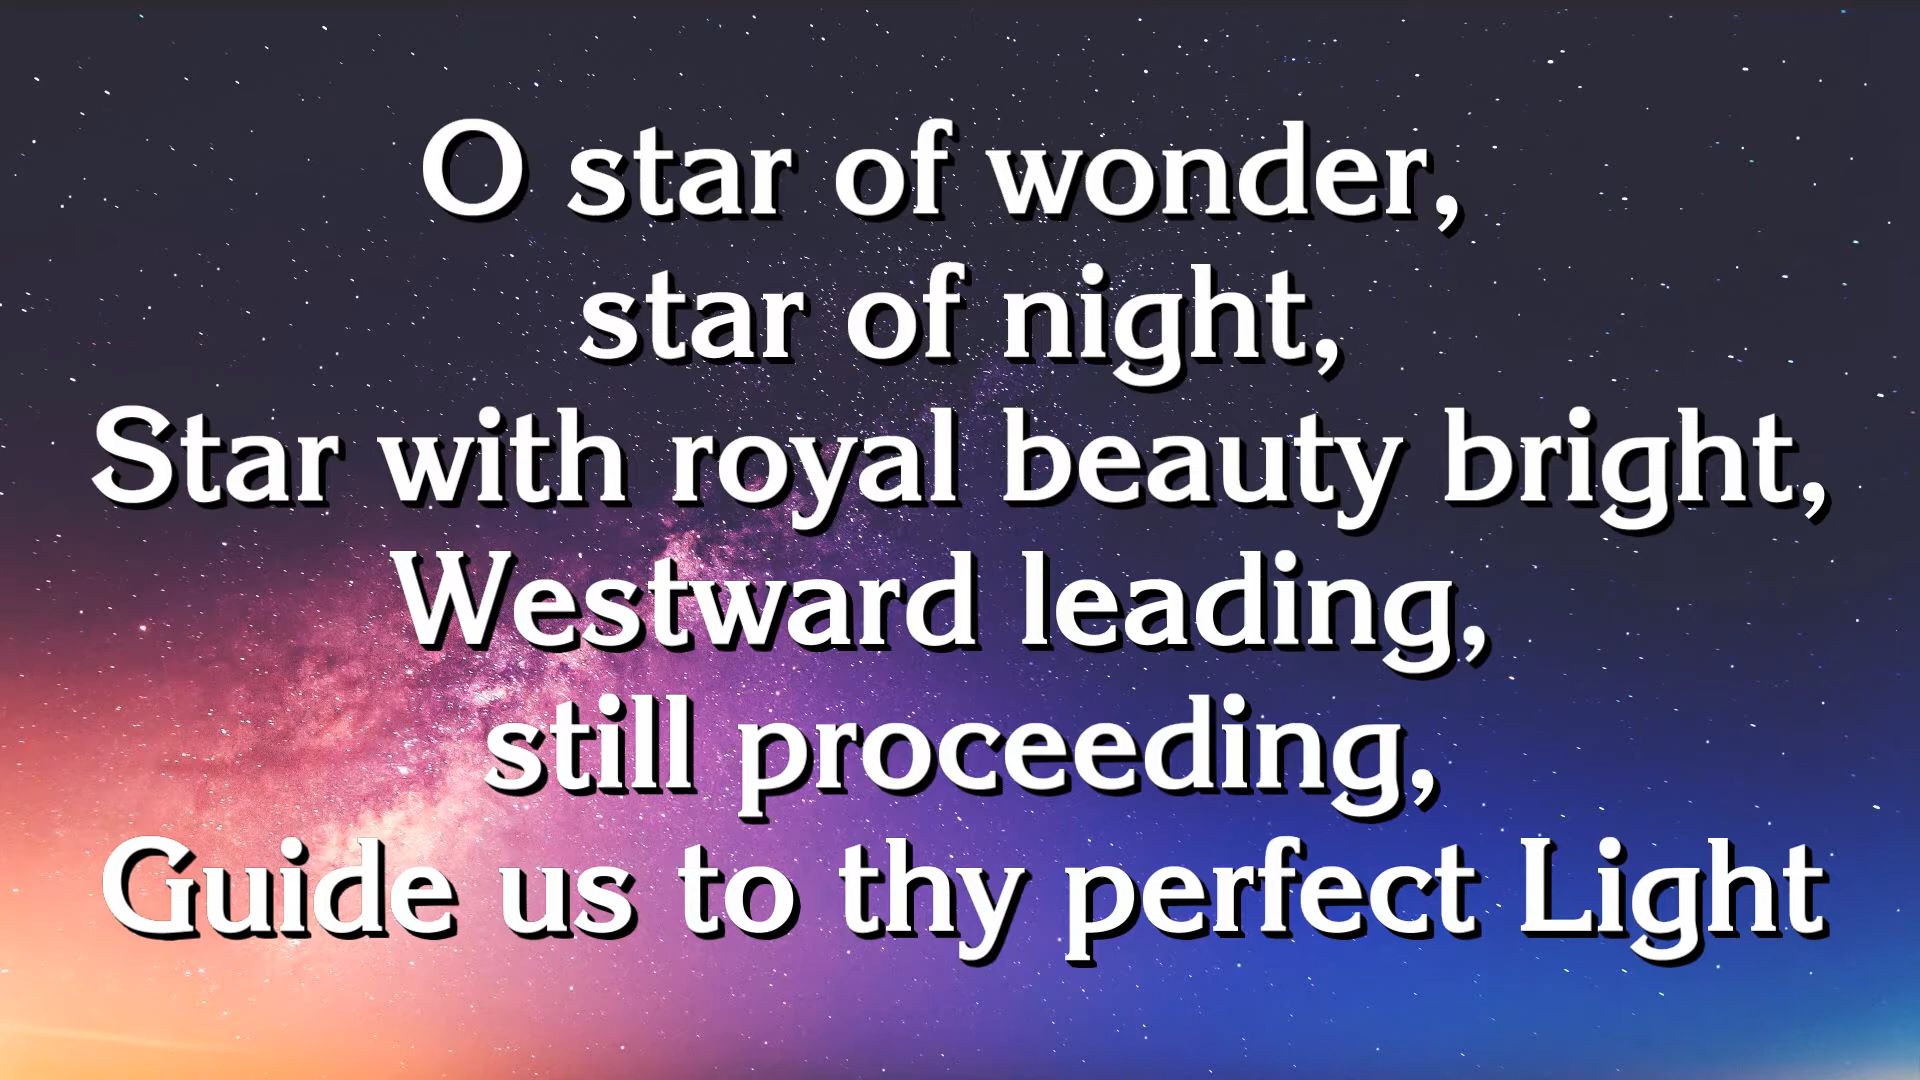 O star of wonder,
star of night,
Star with royal beauty bright,
Westward leading,
still proceeding,
Guide us to thy perfect Light